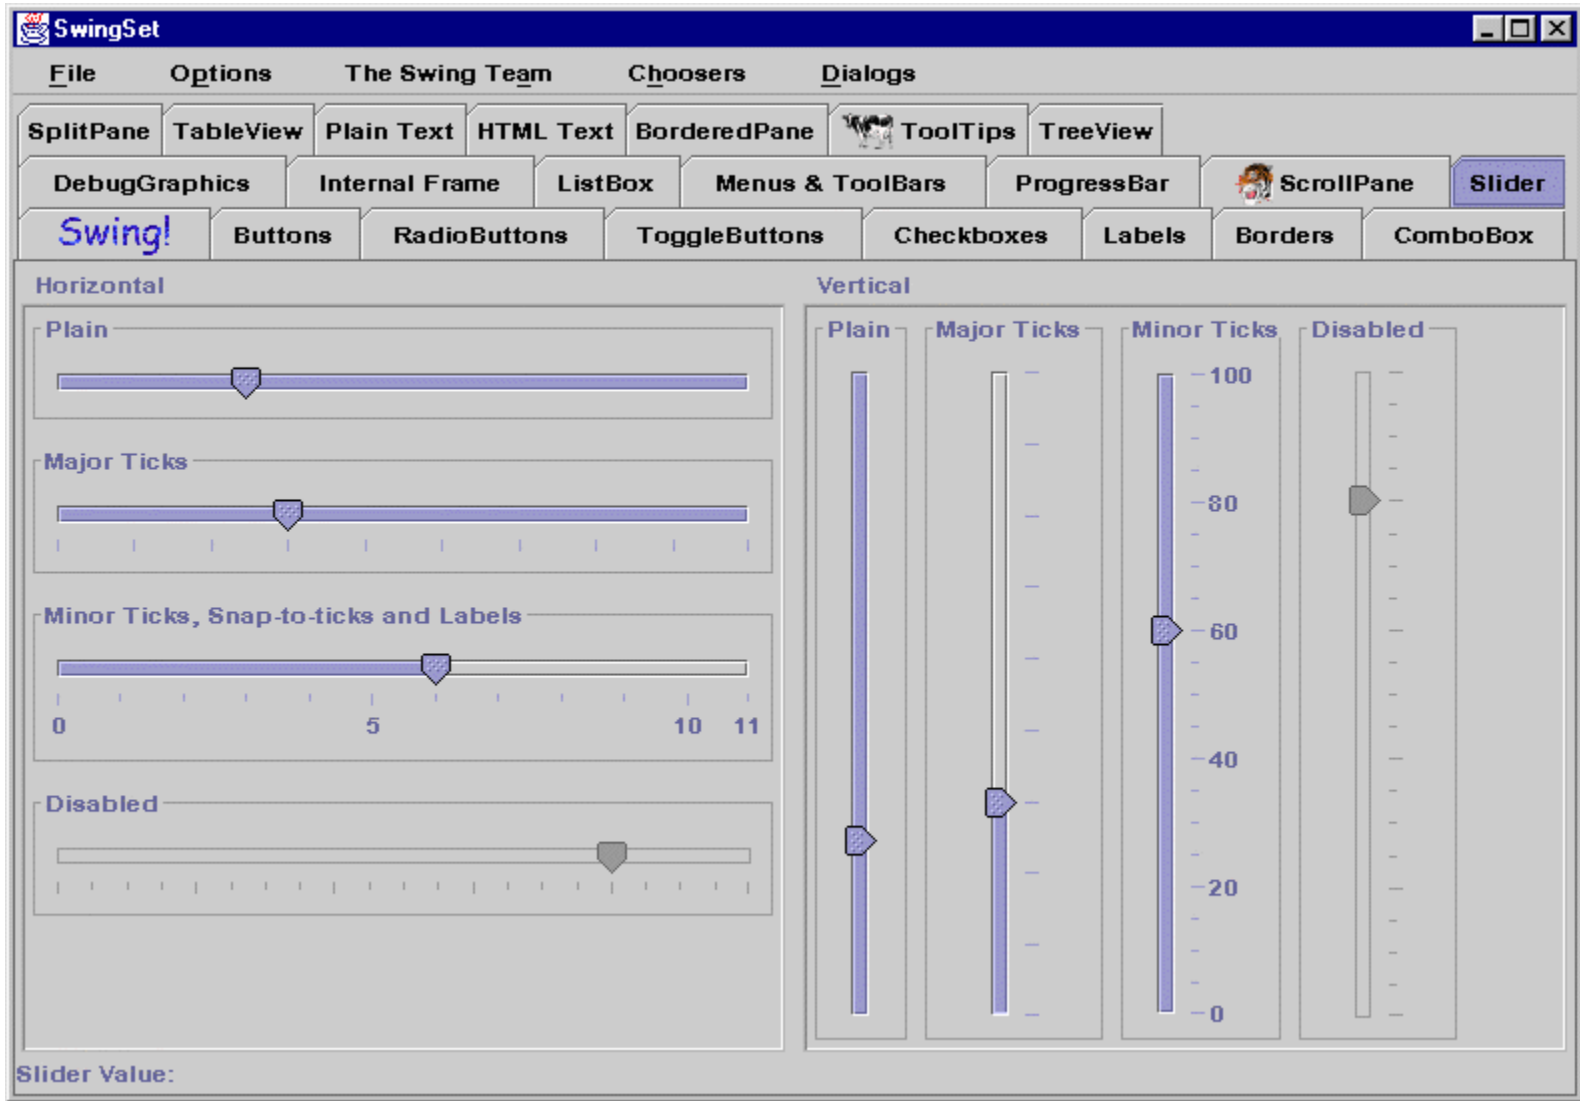 SwingSet
File Options The Swing Team Choosers Dialogs
SplitPane TableView Plain Text HTML Text BorderedPane ToolTips TreeView
DebugGraphics Internal Frame ListBox Menus & ToolBars ProgressBar ScrollPane Slider
Swing! Buttons RadioButtons ToggleButtons Checkboxes Labels Borders ComboBox
Horizontal
Plain
Major Ticks
Minor Ticks, Snap-to-ticks and Labels
0 5 10 11
Disabled
Vertical
Plain Major Ticks Minor Ticks Disabled
100
80
60
40
20
0
Slider Value: